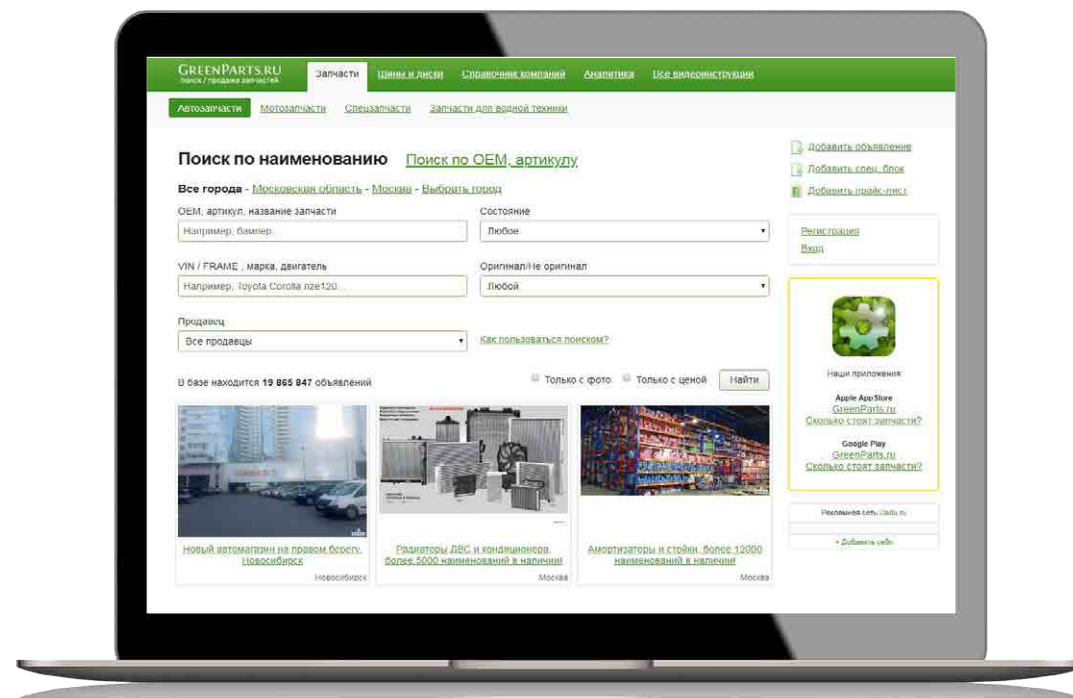 GREENPARTS.RU
поиск / продажа запчастей
Запчасти
Шины и диски
Справочник компаний
Аналитика
Все видеоинструкции
Автозапчасти
Мотозапчасти
Спецзапчасти
Запчасти для водной техники
Поиск по наименованию
Поиск по OEM, артикулу
Все города - Московская область - Москва - Выбрать город
OEM, артикул, название запчасти
Например, бампер...
Состояние
Любое
VIN / FRAME , марка, двигатель
Например, Toyota Corolla nze120...
Оригинал/Не оригинал
Любой
Продавец
Все продавцы
Как пользоваться поиском?
В базе находится 19 865 847 объявлений
Только с фото
Только с ценой
Найти
Новый автомагазин на правом берегу,
Новосибирск
Новосибирск
Радиаторы ДВС и кондиционера,
более 5000 наименований в наличии!
Москва
Амортизаторы и стойки, более 12000
наименований в наличии!
Москва
Добавить объявление
Добавить спец. блок
Добавить прайс-лист
Регистрация
Вход
Наши приложения
Apple App Store
GreenParts.ru
Сколько стоят запчасти?
Google Play
GreenParts.ru
Сколько стоят запчасти?
Рекламная сеть
+ Добавить